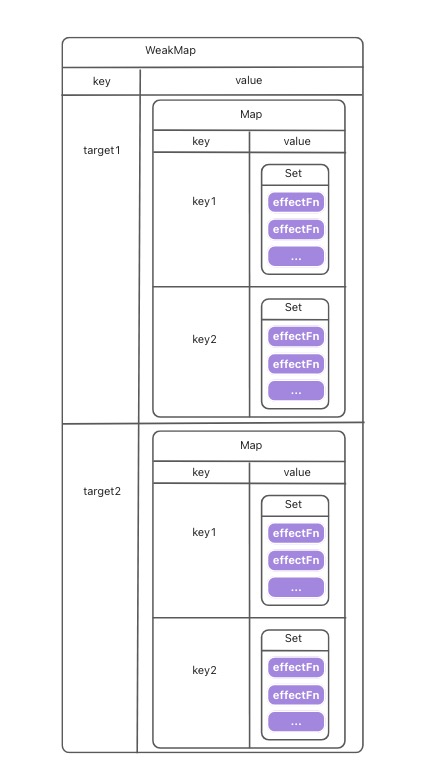 WeakMap
key value
target1
Map
key value
key1
Set
effectFn
effectFn
...
key2
Set
effectFn
effectFn
...
target2
Map
key value
key1
Set
effectFn
effectFn
...
key2
Set
effectFn
effectFn
...